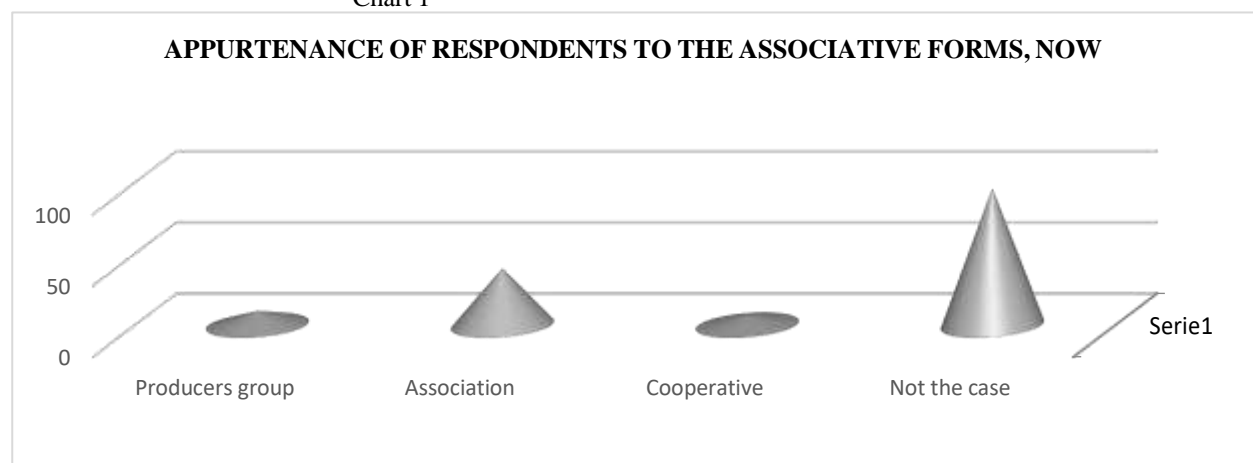 Chart 1
APPURTENANCE OF RESPONDENTS TO THE ASSOCIATIVE FORMS, NOW
100
50
0
Serie1
Producers group Association Cooperative Not the case